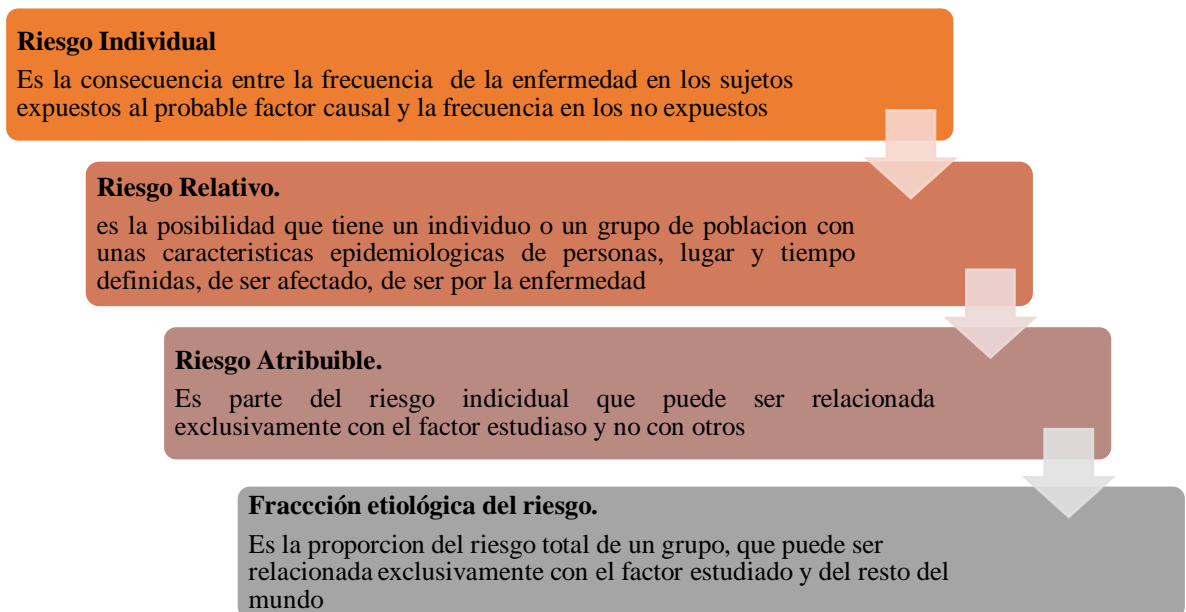 Riesgo Individual
Es la consecuencia entre la frecuencia de la enfermedad en los sujetos
expuestos al probable factor causal y la frecuencia en los no expuestos
Riesgo Relativo.
es la posibilidad que tiene un individuo o un grupo de poblacion con
unas caracteristicas epidemiologicas de personas, lugar y tiempo
definidas, de ser afectado, de ser por la enfermedad
Riesgo Atribuible.
Es parte del riesgo indicidual que puede ser relacionada
exclusivamente con el factor estudiaso y no con otros
Fraccción etiológica del riesgo.
Es la proporcion del riesgo total de un grupo, que puede ser
relacionada exclusivamente con el factor estudiado y del resto del
mundo